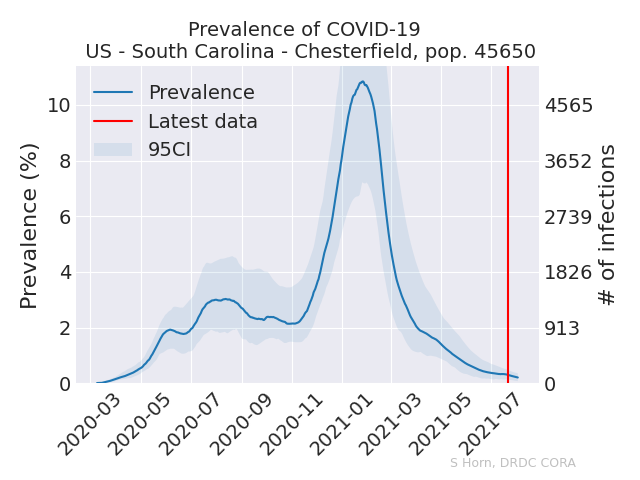 Prevalence of COVID-19
US - South Carolina - Chesterfield, pop. 45650
Prevalence
Latest data
95CI
Prevalence (%)
10
8
6
4
2
0
4565
3652
2739
1826
913
0
# of infections
2020-03
2020-05
2020-07
2020-09
2020-11
2021-01
2021-03
2021-05
2021-07
S Horn, DRDC CORA